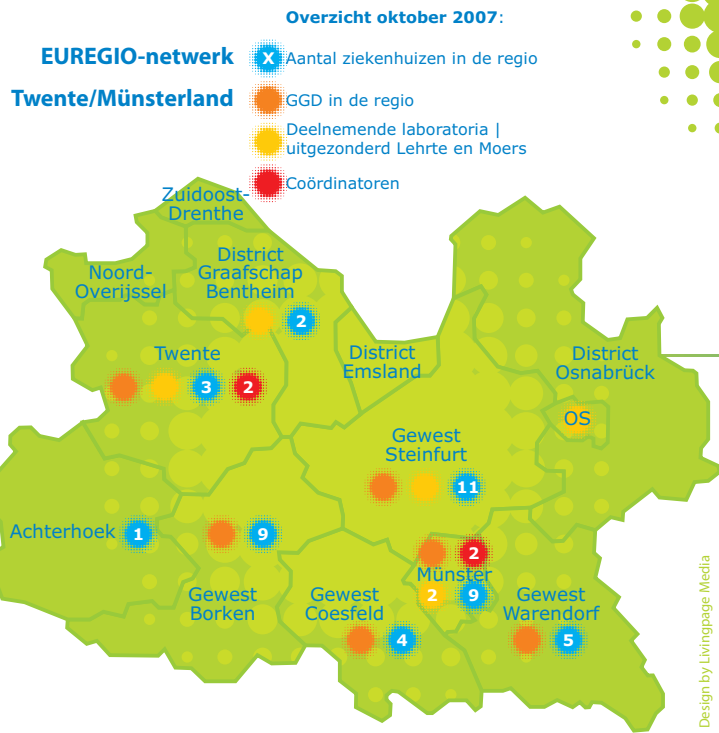 Overzicht oktober 2007:
EUREGIO-netwerk
Twente/Münsterland
X Aantal ziekenhuizen in de regio
GGD in de regio
Deelnemende laboratoria |
uitgezonderd Lehrte en Moers
Coördinatoren
Zuidoost-
Drenthe
Noord-
Overijssel
District
Graafschap
Bentheim
2
Twente
3 2
District
Emsland
District
Osnabrück
OS
Gewest
Steinfurt
11
Achterhoek 1
9
Gewest
Borken
2
Münster
2 9
Gewest
Coesfeld
4
Gewest
Warendorf
5
Design by Livingpage Media